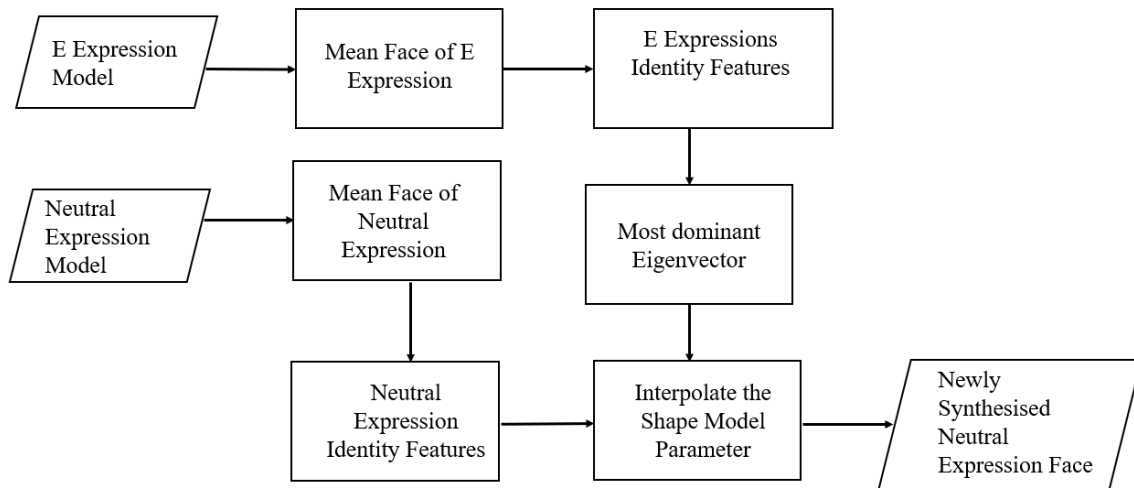 E Expression
Model
Mean Face of E
Expression
E Expressions
Identity Features
Neutral
Expression
Model
Mean Face of
Neutral
Expression
Most dominant
Eigenvector
Neutral
Expression
Identity Features
Interpolate the
Shape Model
Parameter
Newly
Synthesised
Neutral
Expression Face